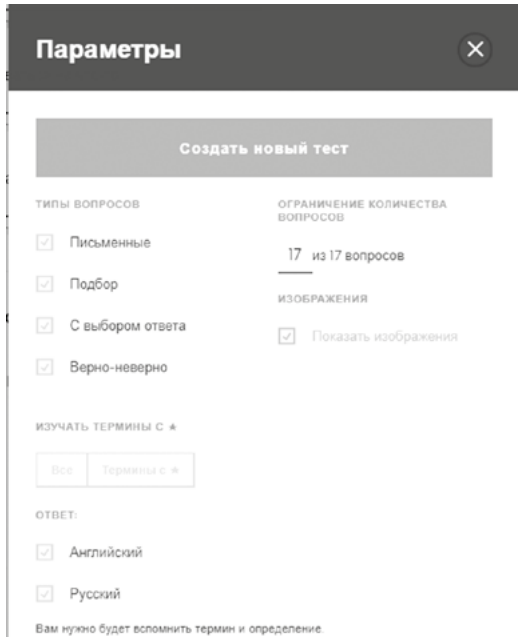 Параметры
Создать новый тест
ТИПЫ ВОПРОСОВ
Письменные
Подбор
С выбором ответа
Верно-неверно
ОГРАНИЧЕНИЕ КОЛИЧЕСТВА
ВОПРОСОВ
17 из 17 вопросов
ИЗОБРАЖЕНИЯ
Показать изображения
ИЗУЧАТЬ ТЕРМИНЫ С ★
Все Термины с ★
ОТВЕТ:
Английский
Русский
Вам нужно будет вспомнить термин и определение.